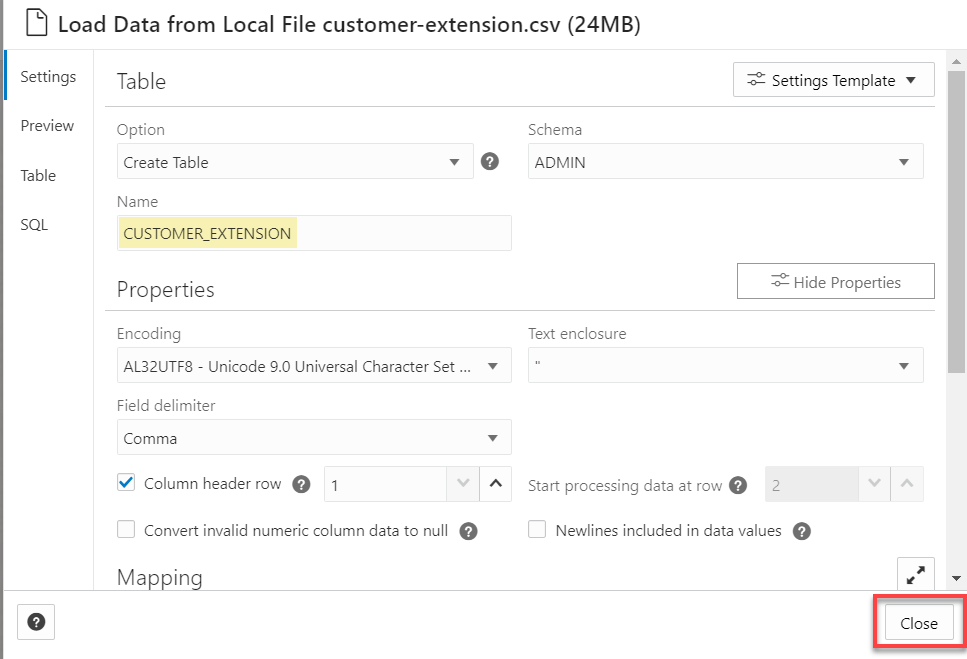 Load Data from Local File customer-extension.csv (24MB)
Settings
Preview
Table
SQL
Table
Settings Template
Option
Schema
Create Table
?
ADMIN
Name
CUSTOMER_EXTENSION
Properties
Hide Properties
Encoding
Text enclosure
AL32UTF8 - Unicode 9.0 Universal Character Set ...
"
Field delimiter
Comma
Column header row ? 1
Start processing data at row ? 2
Convert invalid numeric column data to null ?
Newlines included in data values ?
Mapping
?
Close